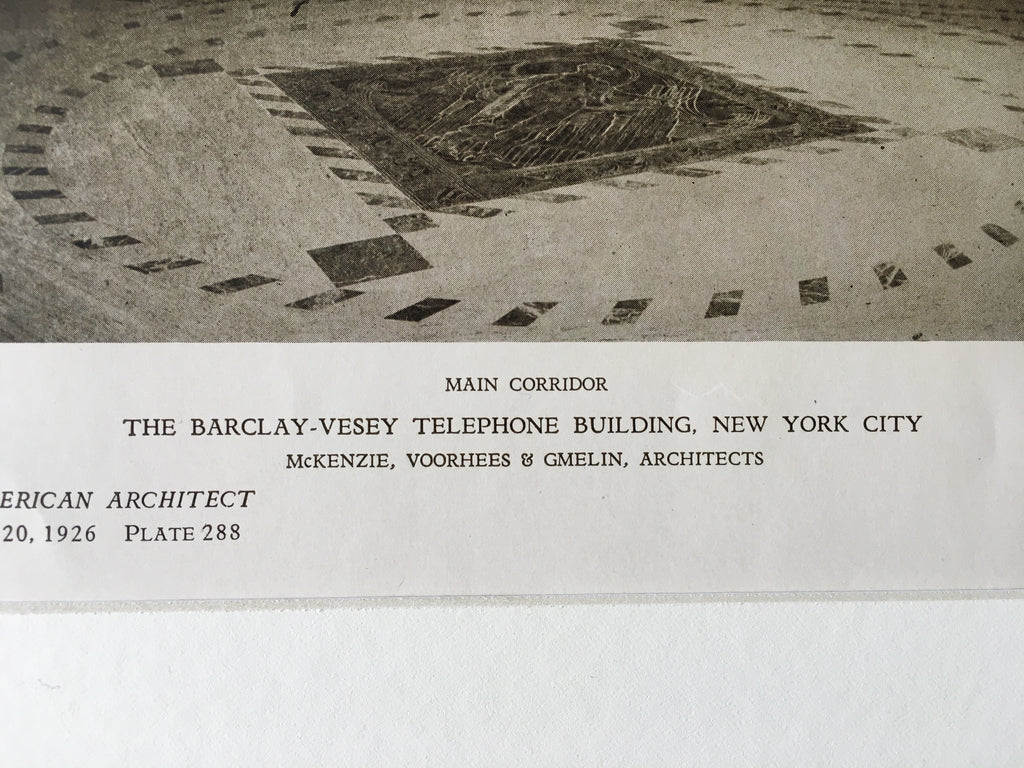 MAIN CORRIDOR
THE BARCLAY-VESEY TELEPHONE BUILDING, NEW YORK CITY
McKENZIE, VOORHEES & GMELIN, ARCHITECTS
ERICAN ARCHITECT
20, 1926 PLATE 288